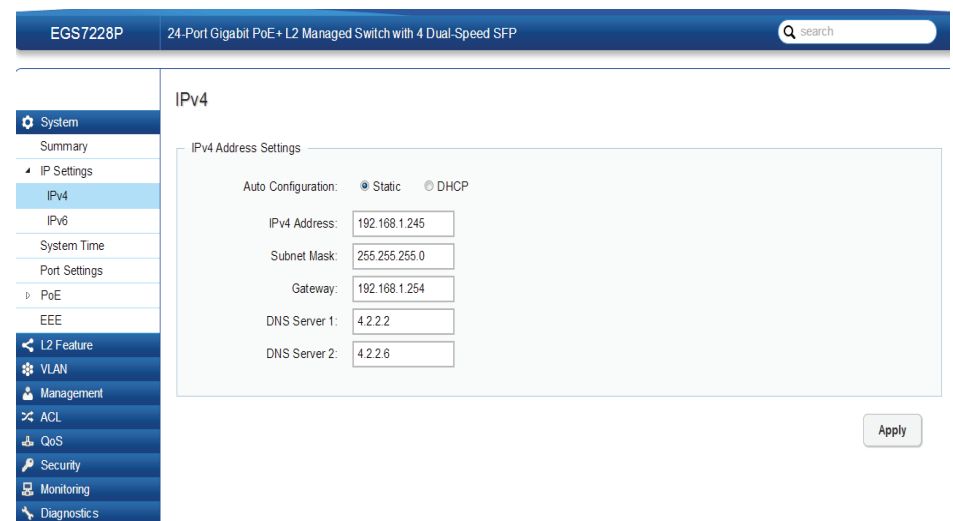 EGS7228P
24-Port Gigabit PoE+ L2 Managed Switch with 4 Dual-Speed SFP
search
System
Summary
IP Settings
IPv4
IPv6
System Time
Port Settings
PoE
EEE
L2 Feature
VLAN
Management
ACL
QoS
Security
Monitoring
Diagnostics
IPv4
IPv4 Address Settings
Auto Configuration: Static DHCP
IPv4 Address: 192.168.1.245
Subnet Mask: 255.255.255.0
Gateway: 192.168.1.254
DNS Server 1: 4.2.2.2
DNS Server 2: 4.2.2.6
Apply